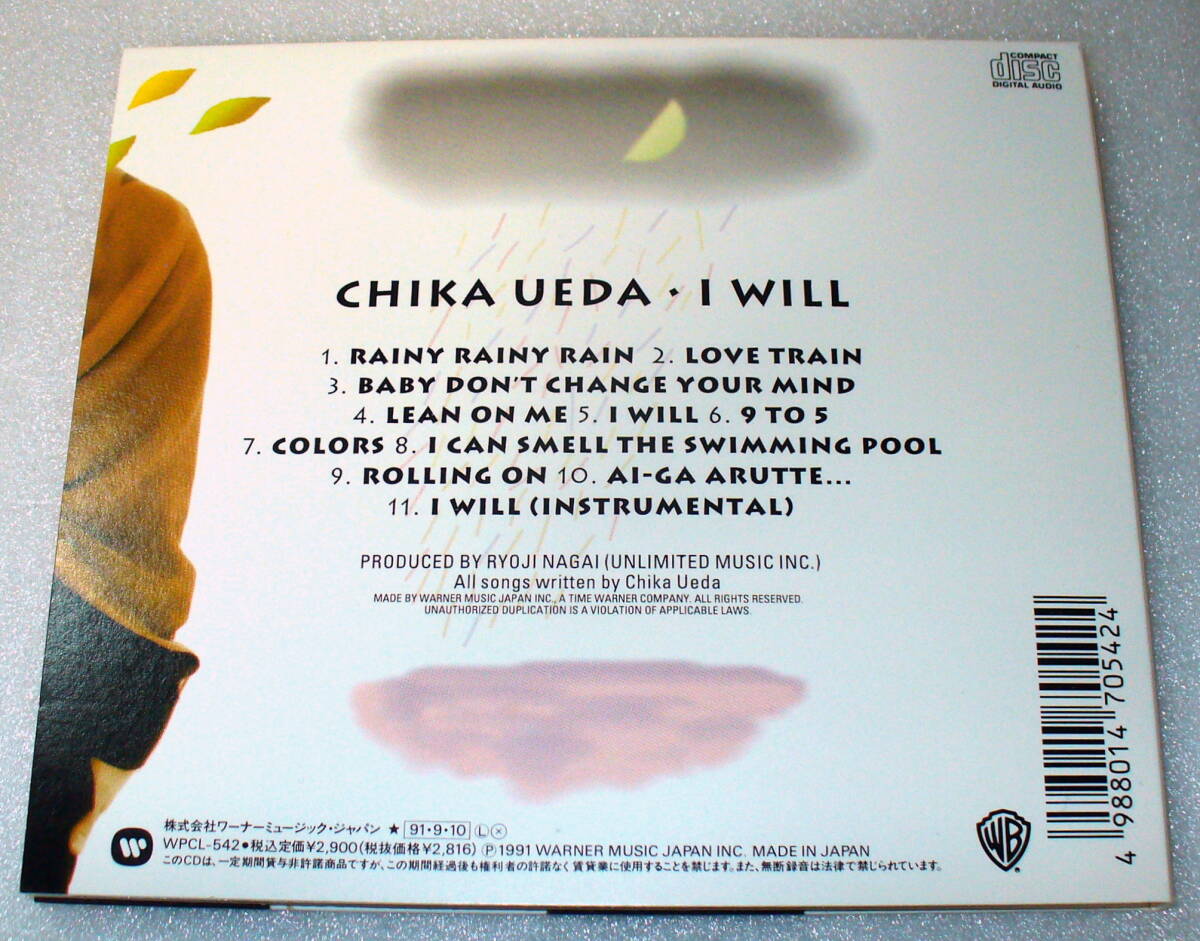 COMPACT
disc
DIGITAL AUDIO
CHIKA UEDA · I WILL
1. RAINY RAINY RAIN 2. LOVE TRAIN
3. BABY DON'T CHANGE YOUR MIND
4. LEAN ON ME 5. I WILL 6. 9 TO 5
7. COLORS 8. I CAN SMELL THE SWIMMING POOL
9. ROLLING ON 10. AI-GA ARUTTE...
11. I WILL (INSTRUMENTAL)
PRODUCED BY RYOJI NAGAI (UNLIMITED MUSIC INC.)
All songs written by Chika Ueda
MADE BY WARNER MUSIC JAPAN INC., A TIME WARNER COMPANY. ALL RIGHTS RESERVED.
UNAUTHORIZED DUPLICATION IS A VIOLATION OF APPLICABLE LAWS.
4 988014 705424
株式会社ワーナーミュージック・ジャパン ★ 91・9・10 Ⓛ ⓧ
WPCL-542●税込定価¥2,900(税抜価格¥2,816) Ⓟ1991 WARNER MUSIC JAPAN INC. MADE IN JAPAN
このCDは、一定期間貸与非許諾商品ですが、この期間経過後も権利者の許諾なく賃貸業に使用することを禁じます。また、無断録音は法律で禁じられています。
WB